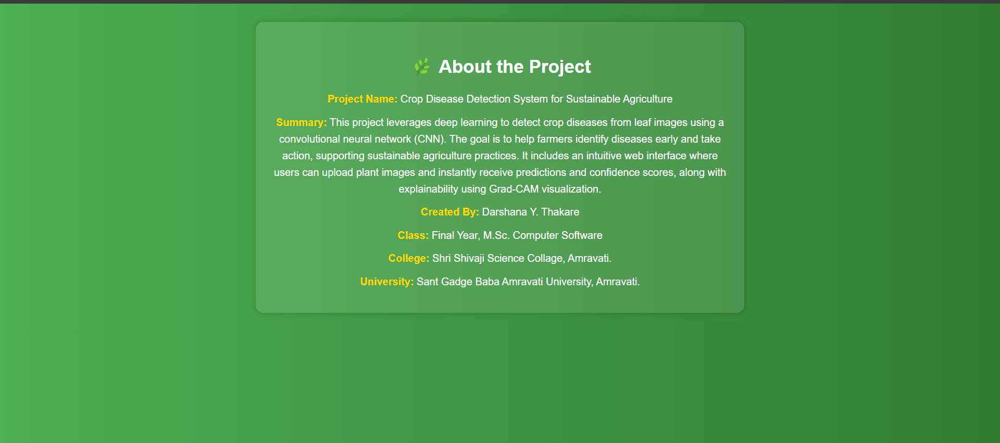 About the Project
Project Name: Crop Disease Detection System for Sustainable Agriculture
Summary: This project leverages deep learning to detect crop diseases from leaf images using a
convolutional neural network (CNN). The goal is to help farmers identify diseases early and take
action, supporting sustainable agriculture practices. It includes an intuitive web interface where
users can upload plant images and instantly receive predictions and confidence scores, along with
explainability using Grad-CAM visualization.
Created By: Darshana Y. Thakare
Class: Final Year, M.Sc. Computer Software
College: Shri Shivaji Science Collage, Amravati.
University: Sant Gadge Baba Amravati University, Amravati.